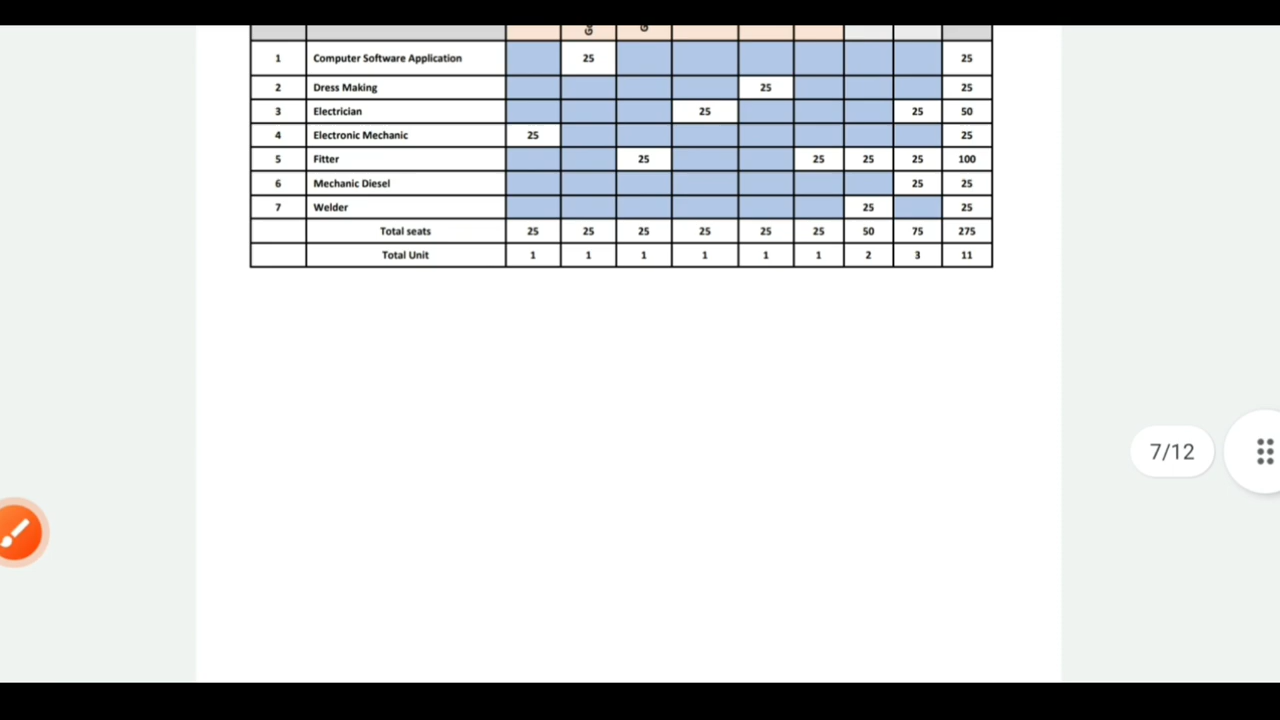 1 Computer Software Application 25 25
2 Dress Making 25 25
3 Electrician 25 25 50
4 Electronic Mechanic 25 25
5 Fitter 25 25 25 25 100
6 Mechanic Diesel 25 25
7 Welder 25 25
Total seats 25 25 25 25 25 25 50 75 275
Total Unit 1 1 1 1 1 1 2 3 11
7/12